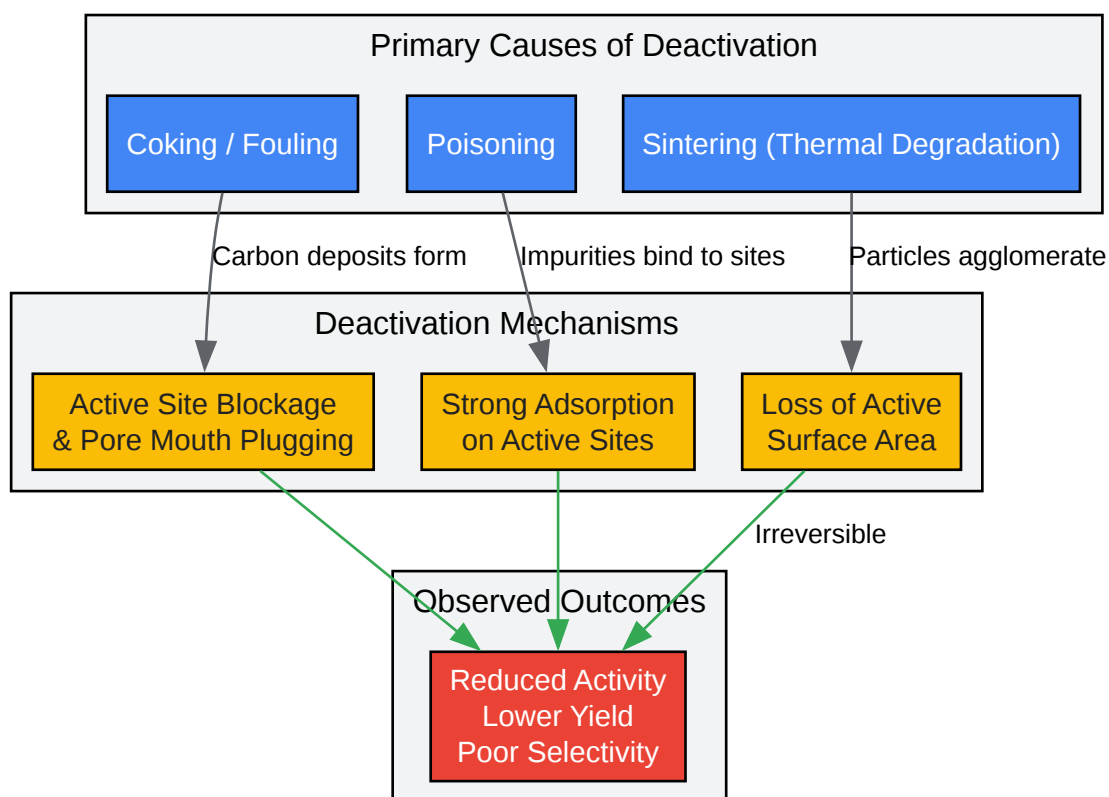 Primary Causes of Deactivation
Coking / Fouling
Poisoning
Sintering (Thermal Degradation)
Carbon deposits form
Impurities bind to sites
Particles agglomerate
Deactivation Mechanisms
Active Site Blockage
& Pore Mouth Plugging
Strong Adsorption
on Active Sites
Loss of Active
Surface Area
Irreversible
Observed Outcomes
Reduced Activity
Lower Yield
Poor Selectivity